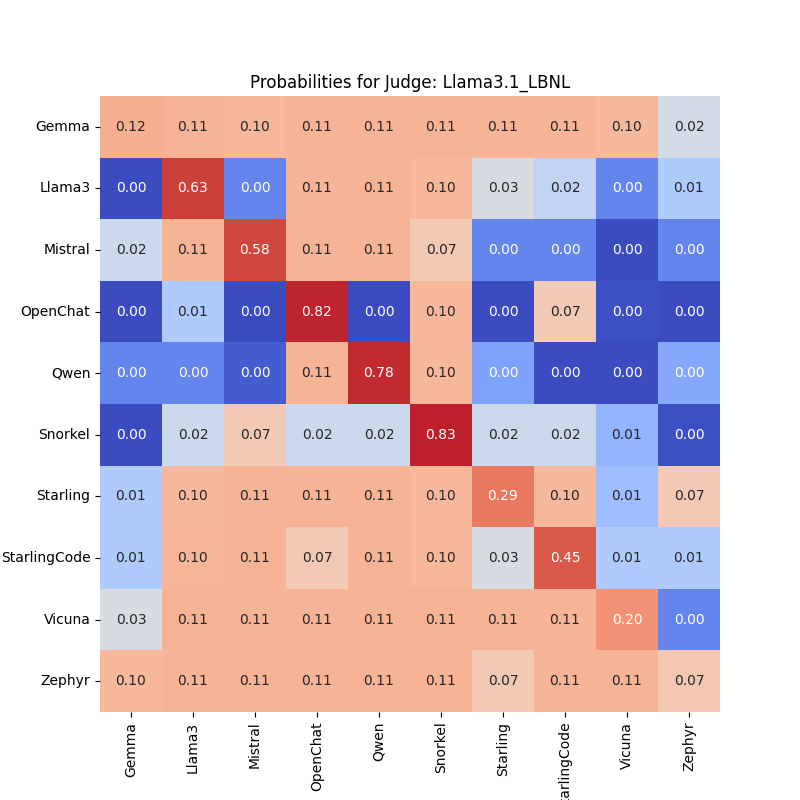 Probabilities for Judge: Llama3.1_LBNL
Gemma 0.12 0.11 0.10 0.11 0.11 0.11 0.11 0.11 0.10 0.02
Llama3 0.00 0.63 0.00 0.11 0.11 0.10 0.03 0.02 0.00 0.01
Mistral 0.02 0.11 0.58 0.11 0.11 0.07 0.00 0.00 0.00 0.00
OpenChat 0.00 0.01 0.00 0.82 0.00 0.10 0.00 0.07 0.00 0.00
Qwen 0.00 0.00 0.00 0.11 0.78 0.10 0.00 0.00 0.00 0.00
Snorkel 0.00 0.02 0.07 0.02 0.02 0.83 0.02 0.02 0.01 0.00
Starling 0.01 0.10 0.11 0.11 0.11 0.10 0.29 0.10 0.01 0.07
StarlingCode 0.01 0.10 0.11 0.07 0.11 0.10 0.03 0.45 0.01 0.01
Vicuna 0.03 0.11 0.11 0.11 0.11 0.11 0.11 0.11 0.20 0.00
Zephyr 0.10 0.11 0.11 0.11 0.11 0.11 0.07 0.11 0.11 0.07
Gemma Llama3 Mistral OpenChat Qwen Snorkel Starling arlingCode Vicuna Zephyr